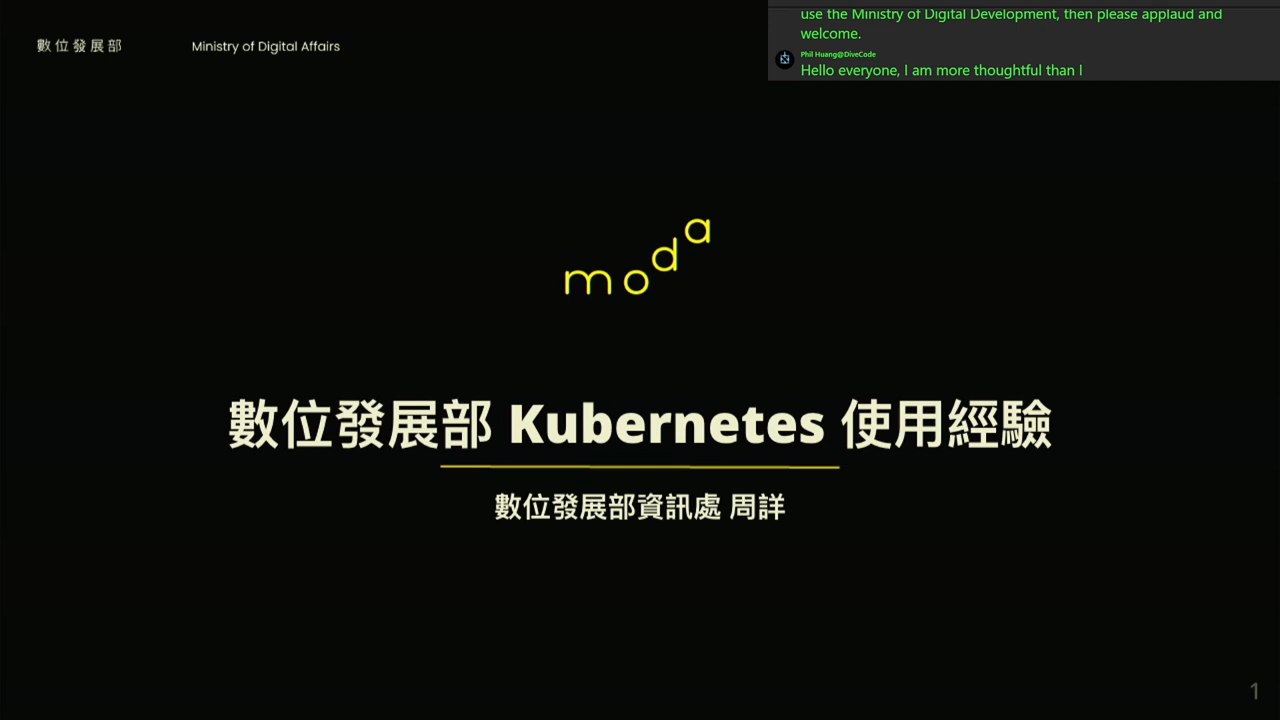 數位發展部
Ministry of Digital Affairs
use the Ministry of Digital Development, then please applaud and
welcome.
Phil Huang@DiveCode
Hello everyone, I am more thoughtful than I
moda
數位發展部 Kubernetes 使用經驗
數位發展部資訊處 周詳
1